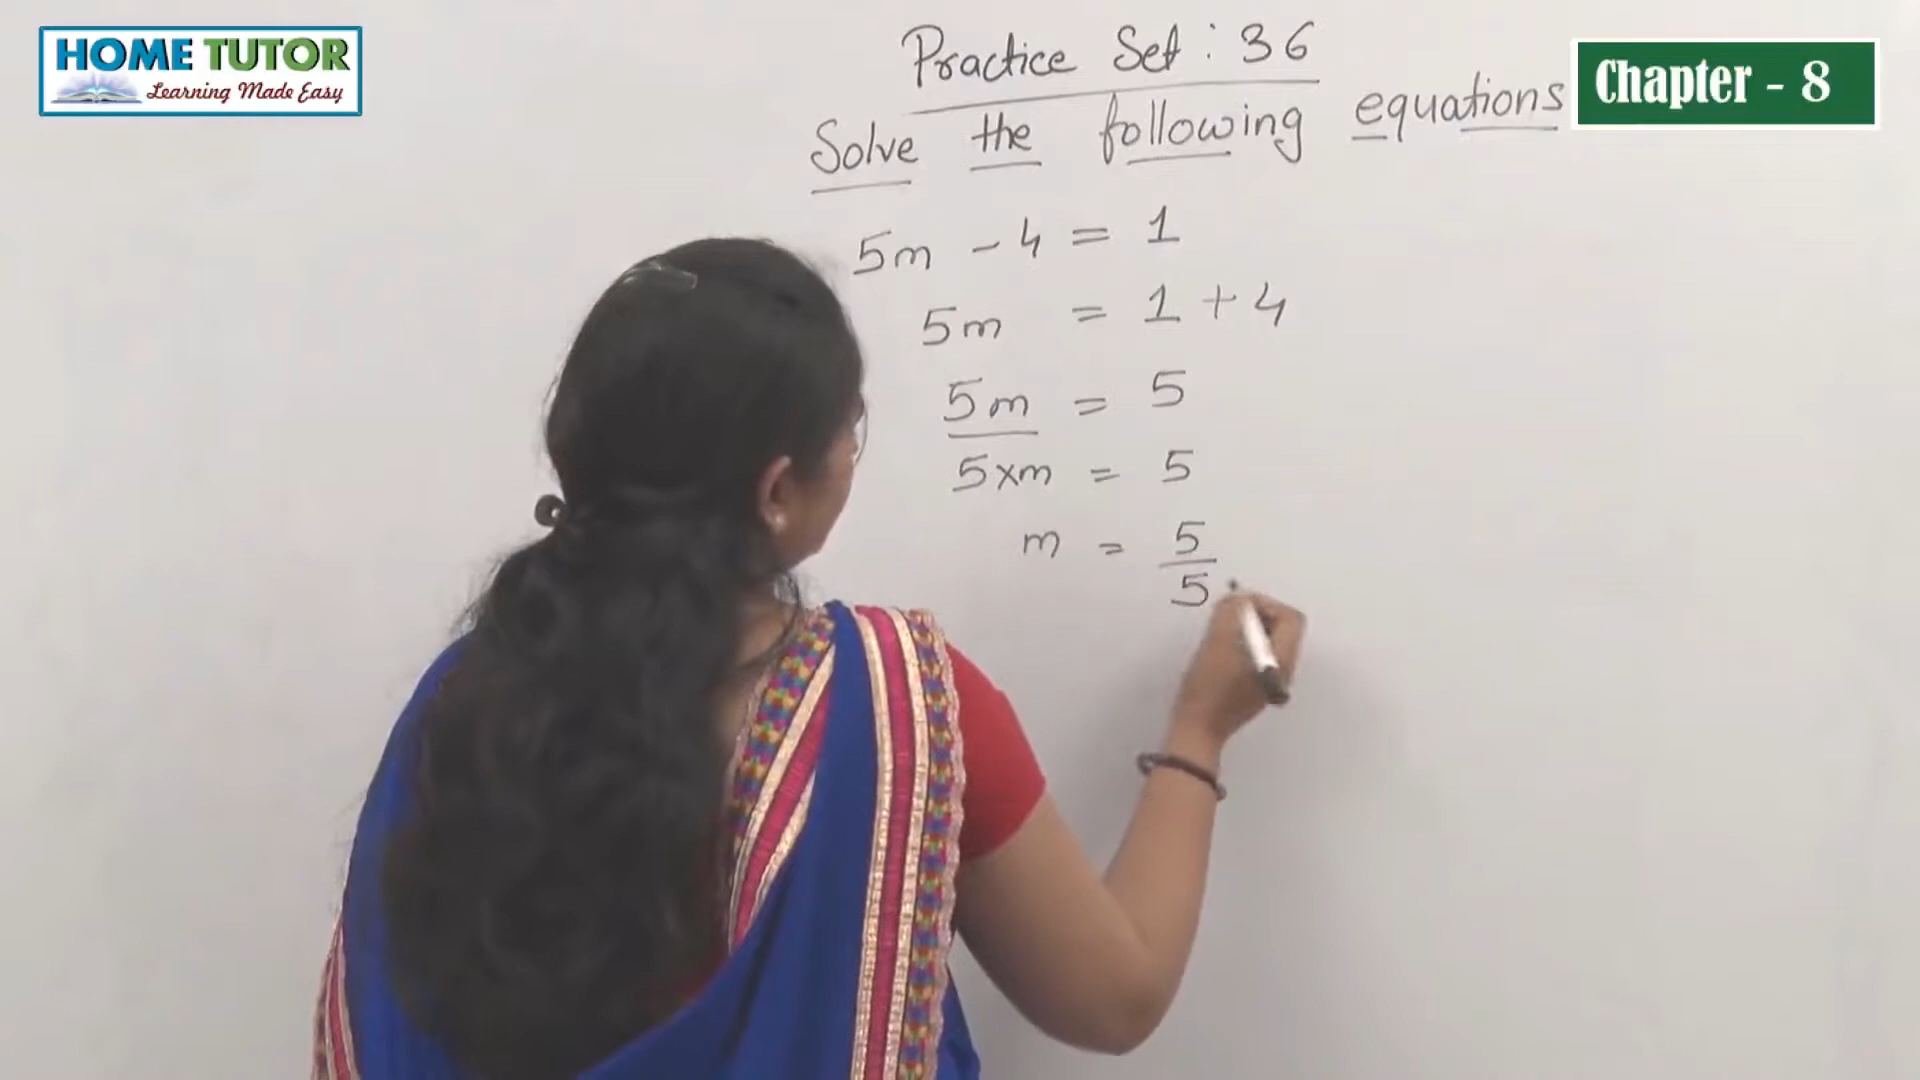 HOME TUTOR
Learning Made Easy
Practice Set : 36
Chapter - 8
Solve the following equations
5m - 4 = 1
5m = 1 + 4
5m = 5
5xm = 5
m = 5/5